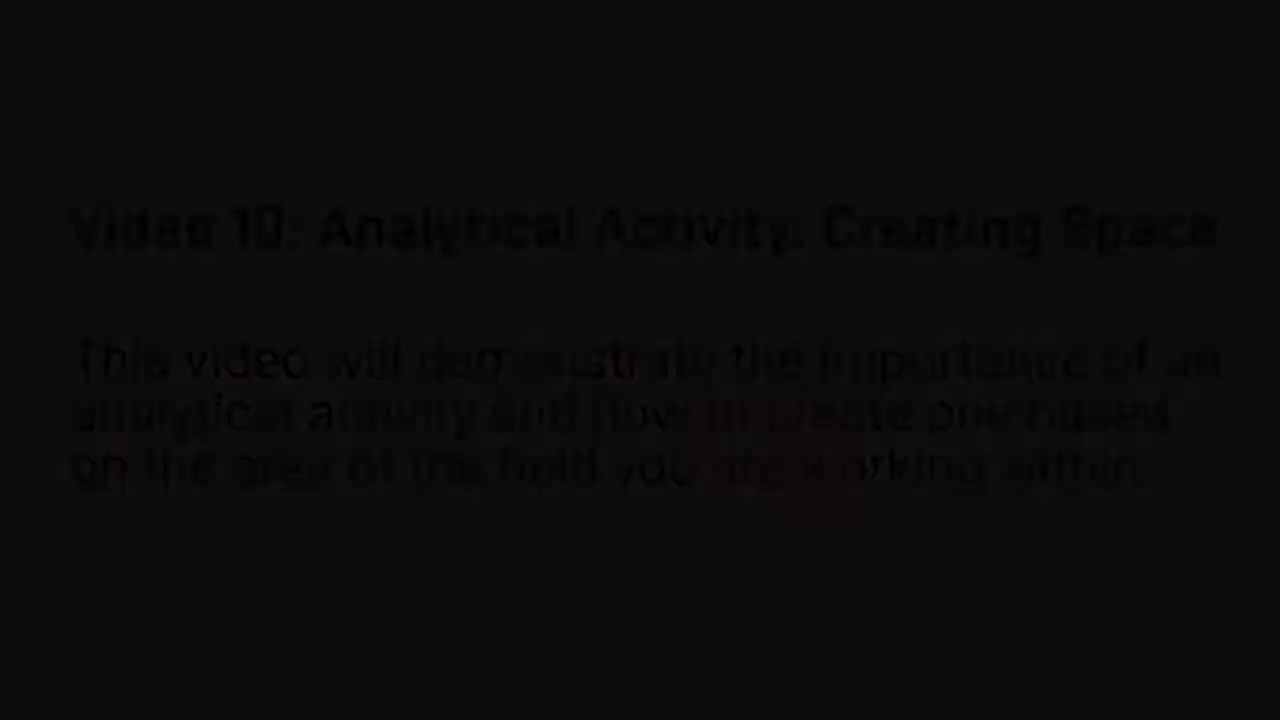 Video 10: Analytical Activity, Creating Space
This video will demonstrate the importance of an
analytical activity and how to create
on the area of the field you are working within.